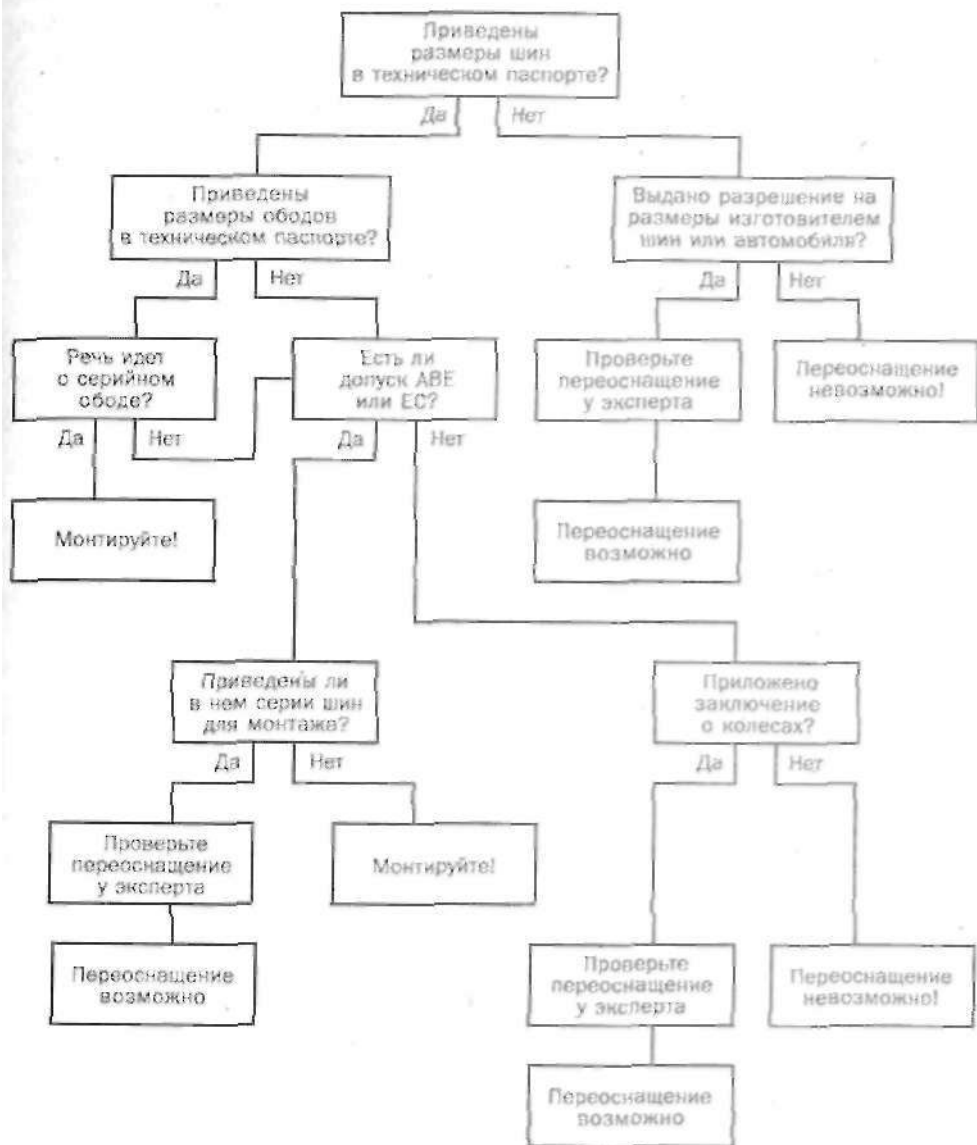 Приведены
размеры шин
в техническом паспорте?
Да
Нет
Приведены
размеры ободов
в техническом паспорте?
Выдано разрешение на
размеры изготовителем
шин или автомобиля?
Да
Нет
Да
Нет
Речь идет
о серийном
ободе?
Есть ли
допуск ABE
или ЕС?
Проверьте
переоснащение
у эксперта
Переоснащение
невозможно!
Да
Нет
Да
Нет
Монтируйте!
Переоснащение
возможно
Приведены ли
в нем серии шин
для монтажа?
Приложено
заключение
о колесах?
Да
Нет
Да
Нет
Проверьте
переоснащение
у эксперта
Монтируйте!
Переоснащение
возможно
Проверьте
переоснащение
у эксперта
Переоснащение
невозможно!
Переоснащение
возможно